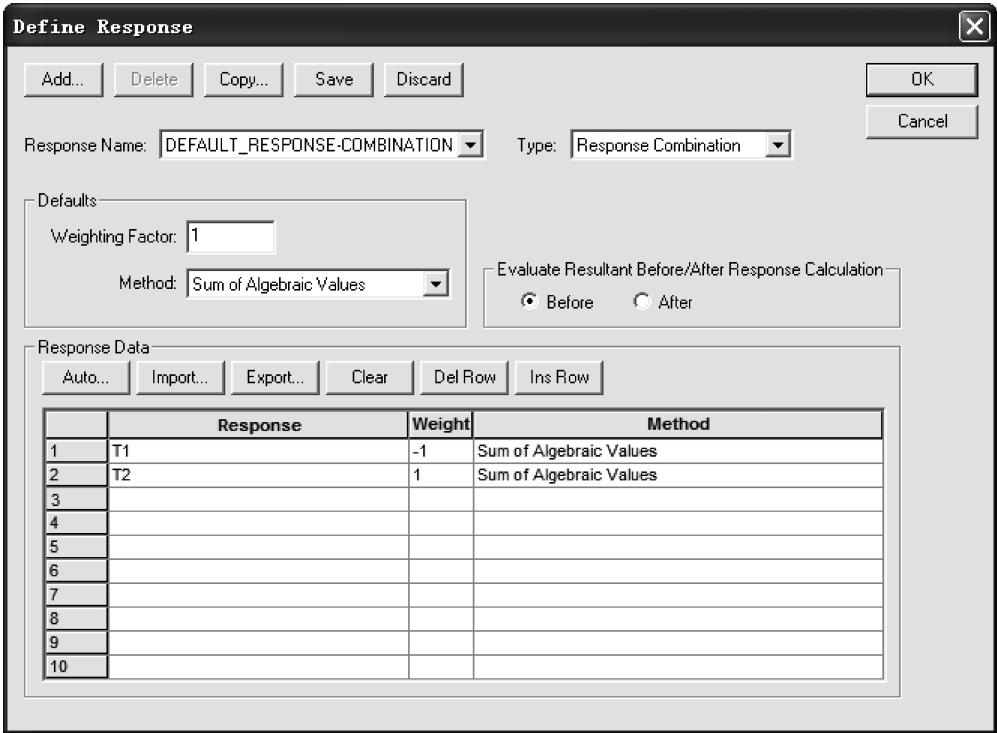 Define Response
Add... Delete Copy... Save Discard OK
Cancel
Response Name: DEFAULT_RESPONSE-COMBINATION Type: Response Combination
Defaults
Weighting Factor: 1
Method: Sum of Algebraic Values
Evaluate Resultant Before/After Response Calculation
Before After
Response Data
Auto... Import... Export... Clear Del Row Ins Row
Response Weight Method
1 T1 -1 Sum of Algebraic Values
2 T2 1 Sum of Algebraic Values
3
4
5
6
7
8
9
10